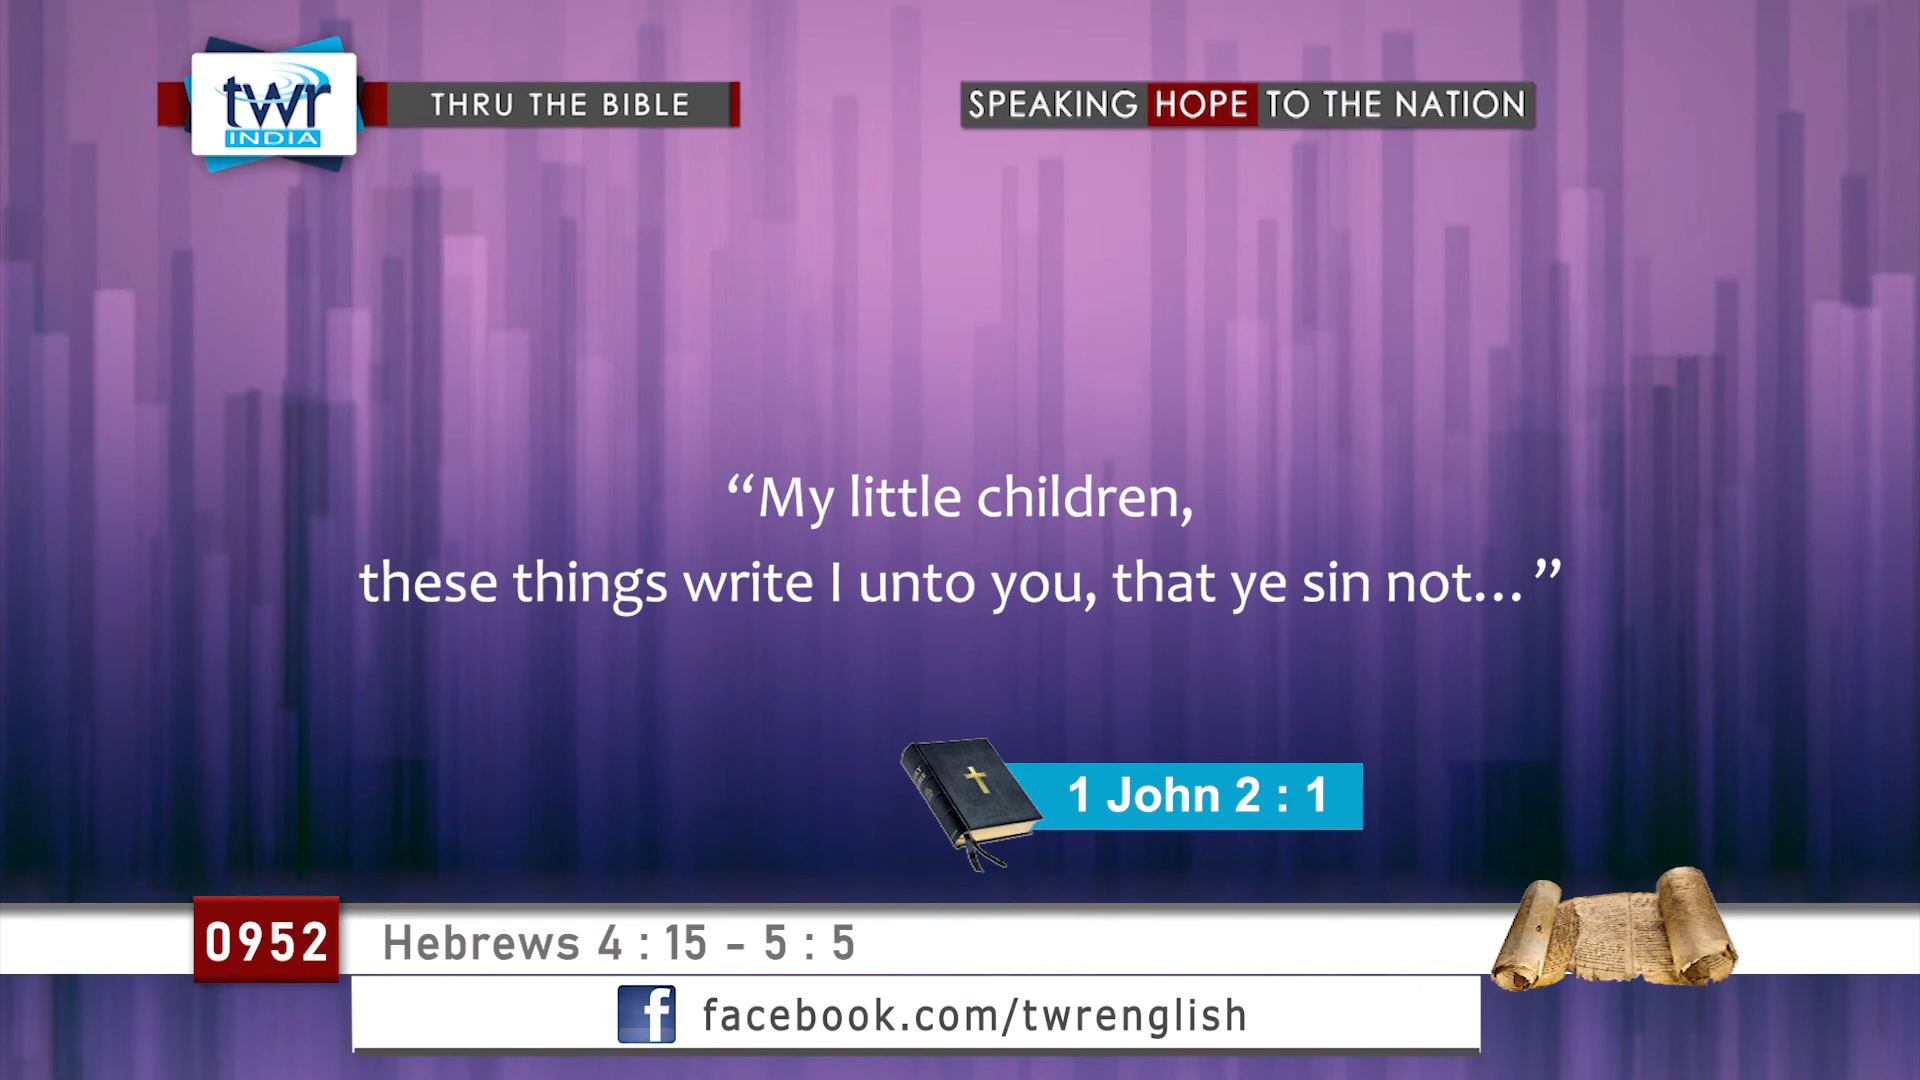 twr
INDIA
THRU THE BIBLE
SPEAKING HOPE TO THE NATION
“My little children,
these things write I unto you, that ye sin not...”
1 John 2 : 1
0952
Hebrews 4 : 15 - 5 : 5
f
facebook.com/twrenglish